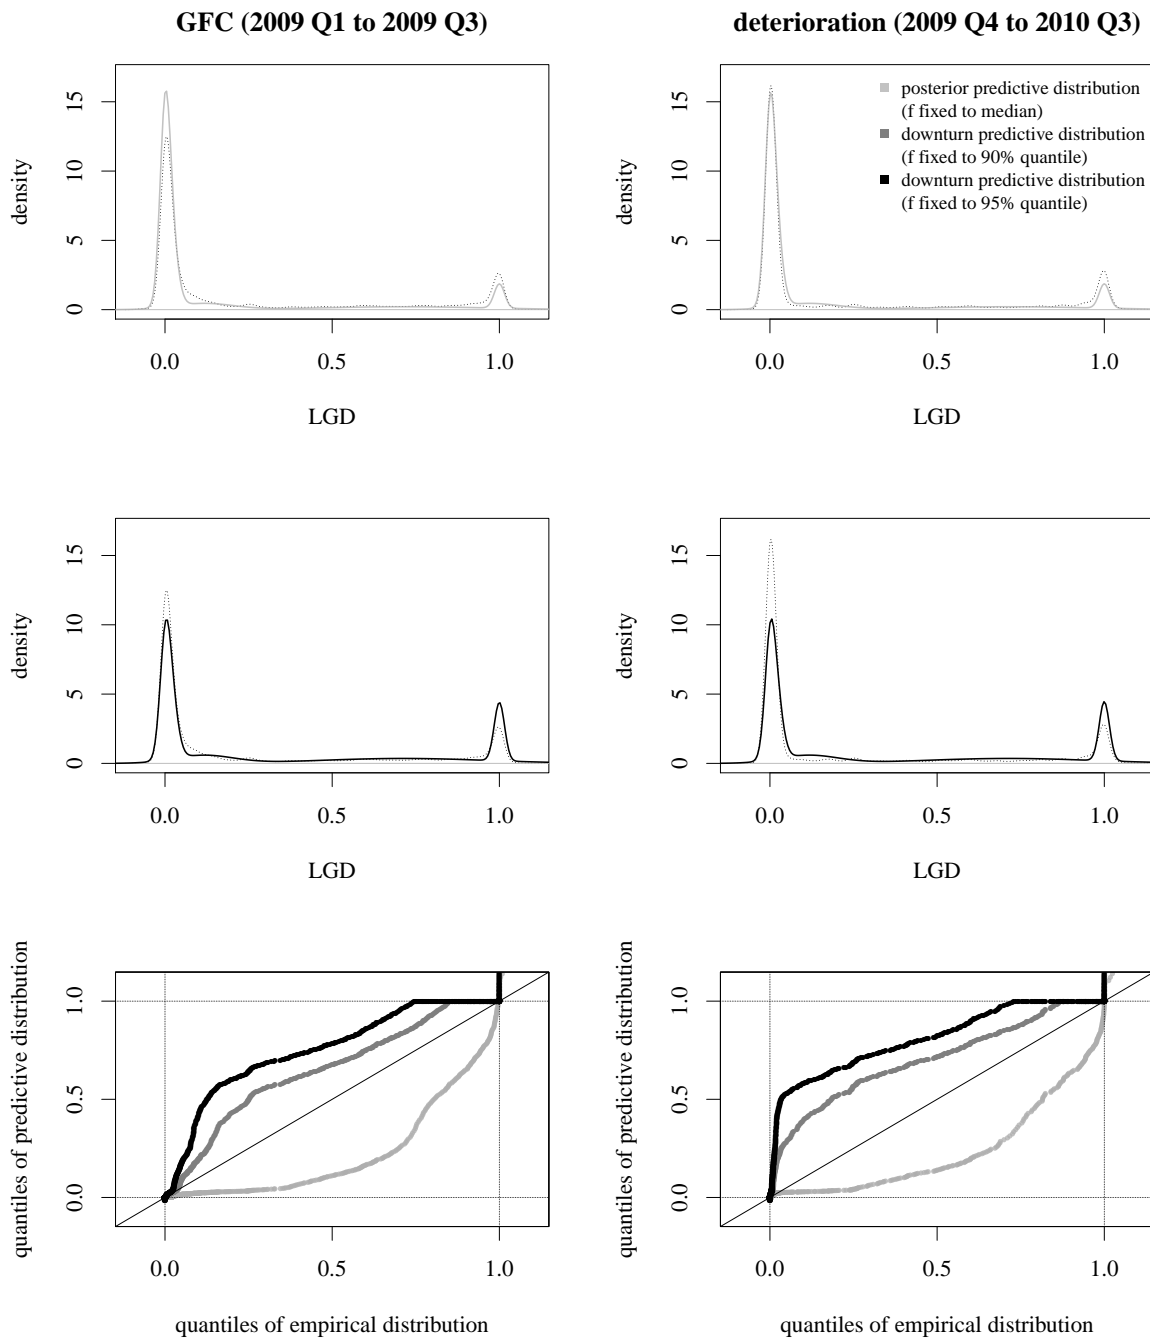 GFC (2009 Q1 to 2009 Q3)
deterioration (2009 Q4 to 2010 Q3)
density
15
10
5
0
0.0 0.5 1.0
LGD
density
15
10
5
0
posterior predictive distribution
(f fixed to median)
downturn predictive distribution
(f fixed to 90% quantile)
downturn predictive distribution
(f fixed to 95% quantile)
0.0 0.5 1.0
LGD
density
15
10
5
0
0.0 0.5 1.0
LGD
density
15
10
5
0
0.0 0.5 1.0
LGD
quantiles of predictive distribution
1.0
0.5
0.0
0.0 0.5 1.0
quantiles of empirical distribution
quantiles of predictive distribution
1.0
0.5
0.0
0.0 0.5 1.0
quantiles of empirical distribution